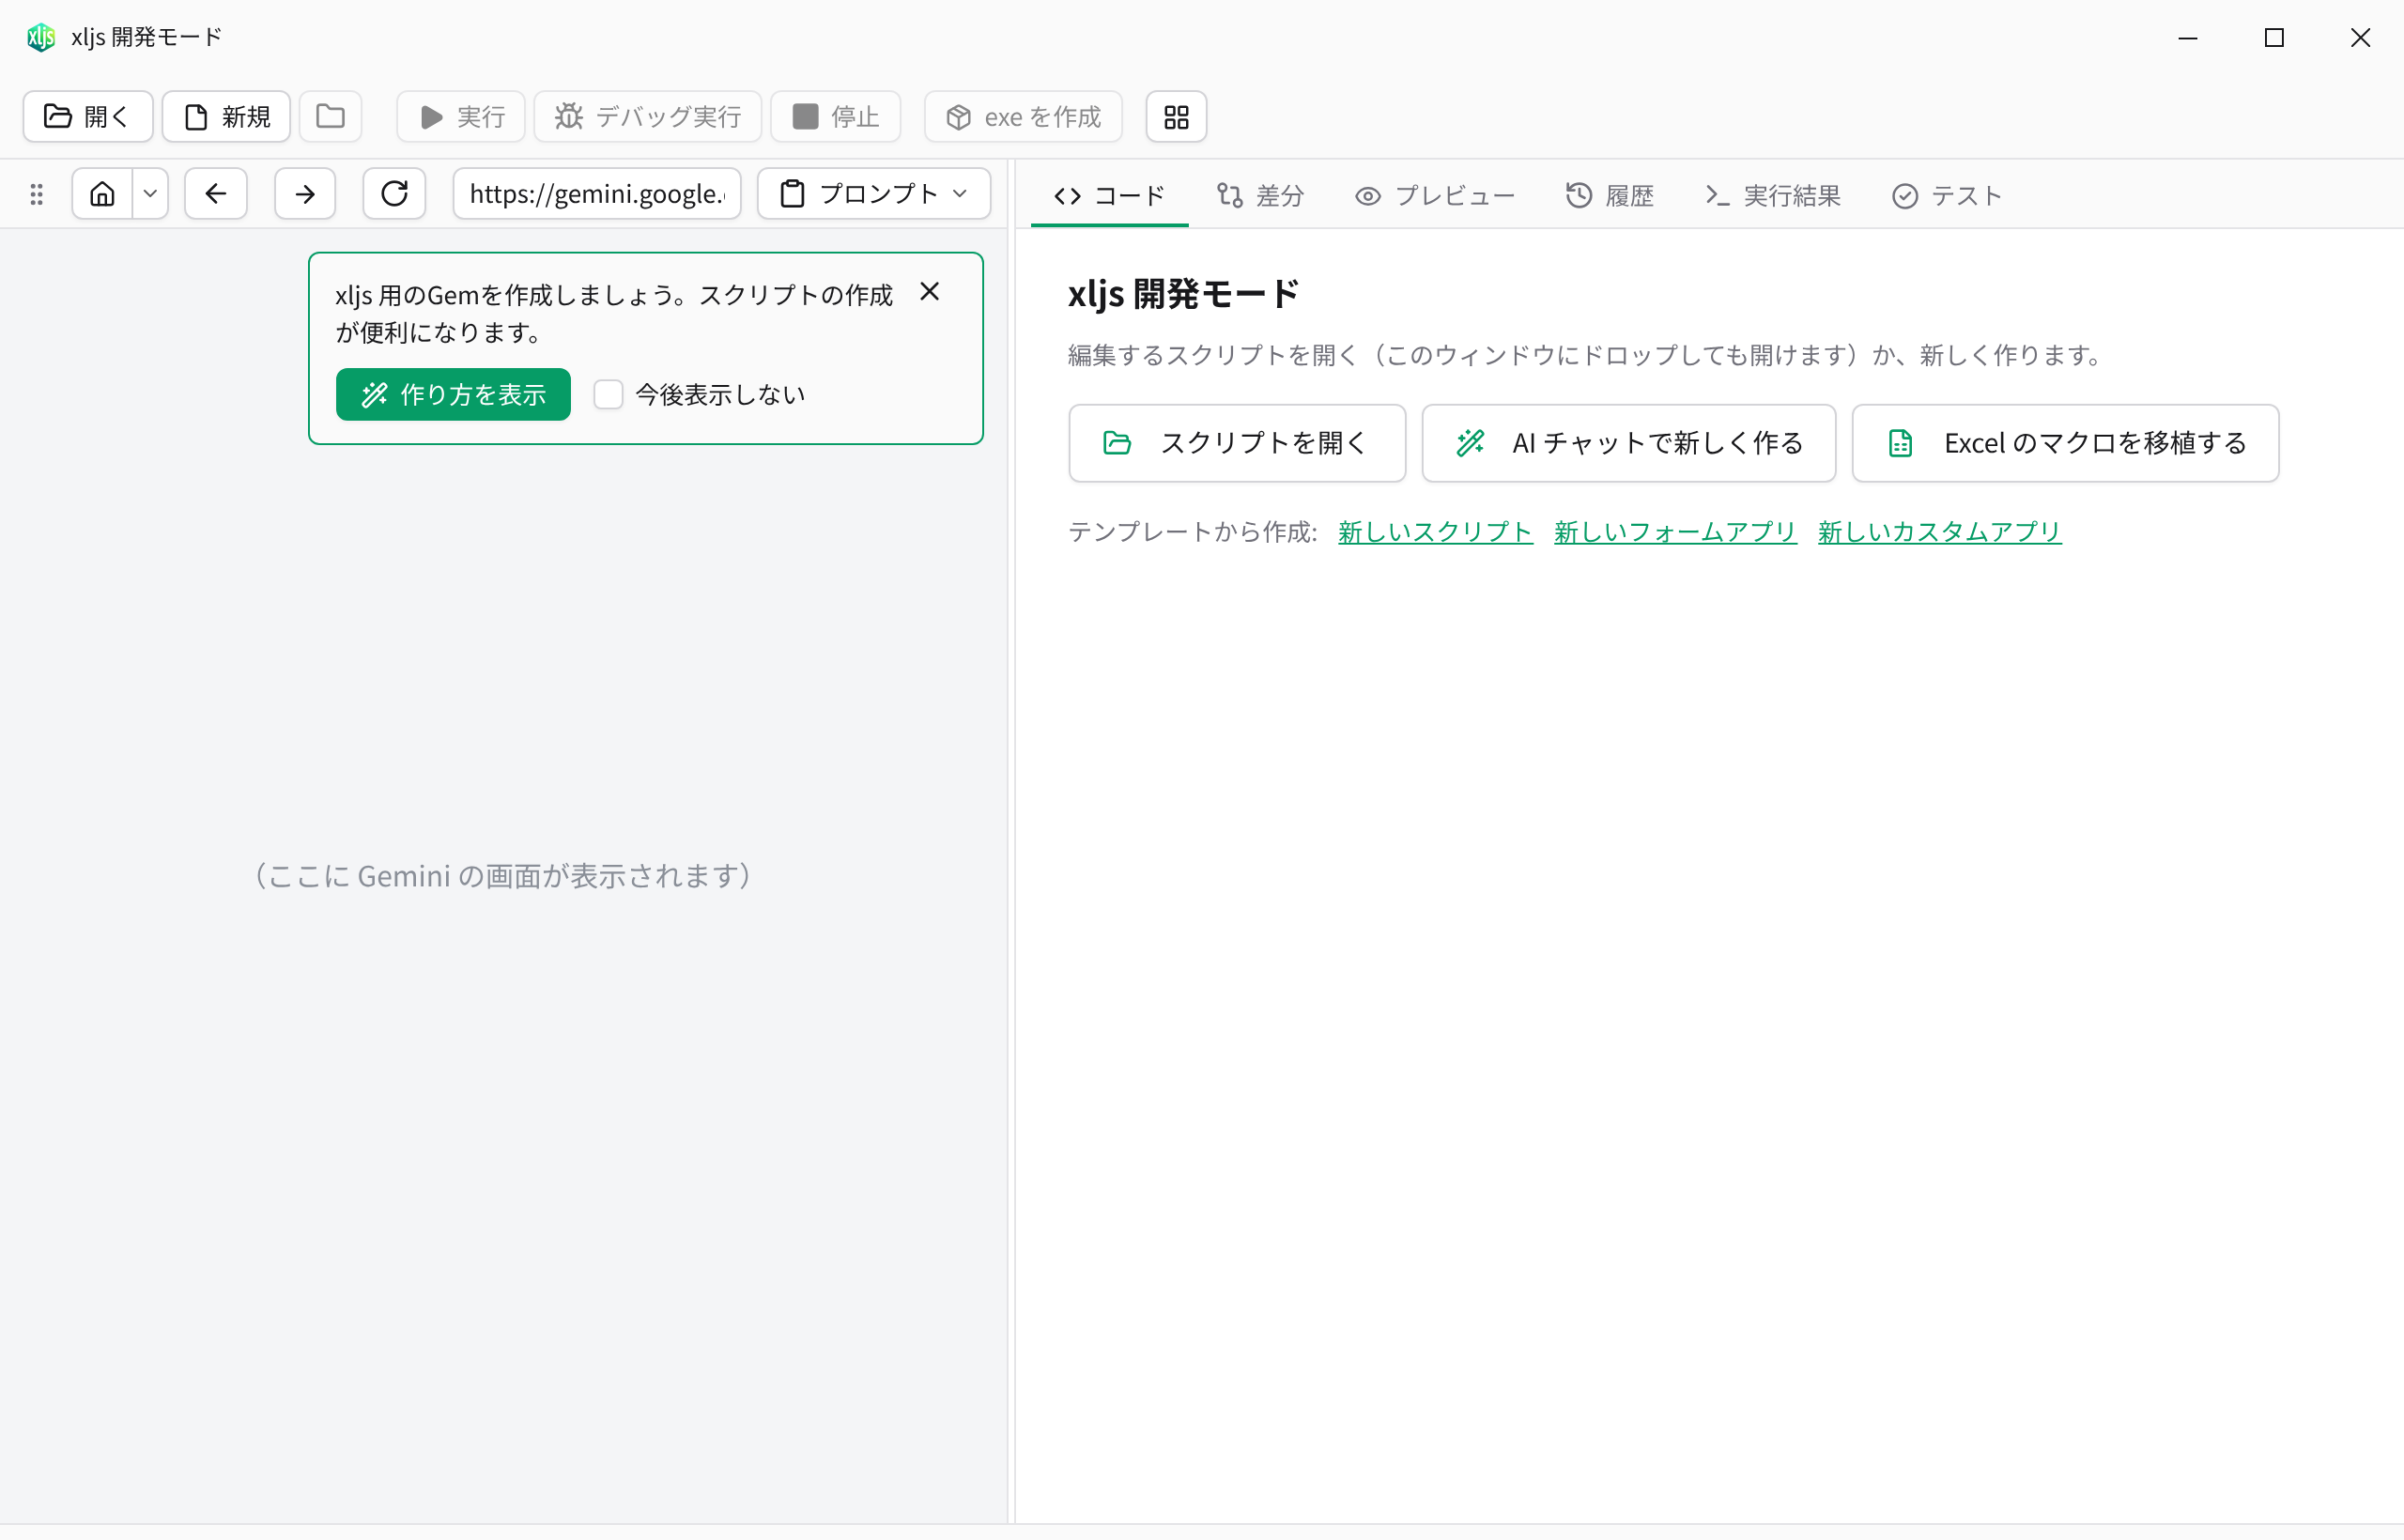 xljs xljs 開発モード
開く 新規 実行 デバッグ実行 停止 exe を作成
https://gemini.google. プロンプト
コード 差分 プレビュー 履歴 実行結果 テスト
xljs 用のGemを作成しましょう。スクリプトの作成
が便利になります。
作り方を表示 今後表示しない
(ここに Gemini の画面が表示されます)
xljs 開発モード
編集するスクリプトを開く（このウィンドウにドロップしても開けます）か、新しく作ります。
スクリプトを開く AI チャットで新しく作る Excel のマクロを移植する
テンプレートから作成: 新しいスクリプト 新しいフォームアプリ 新しいカスタムアプリ